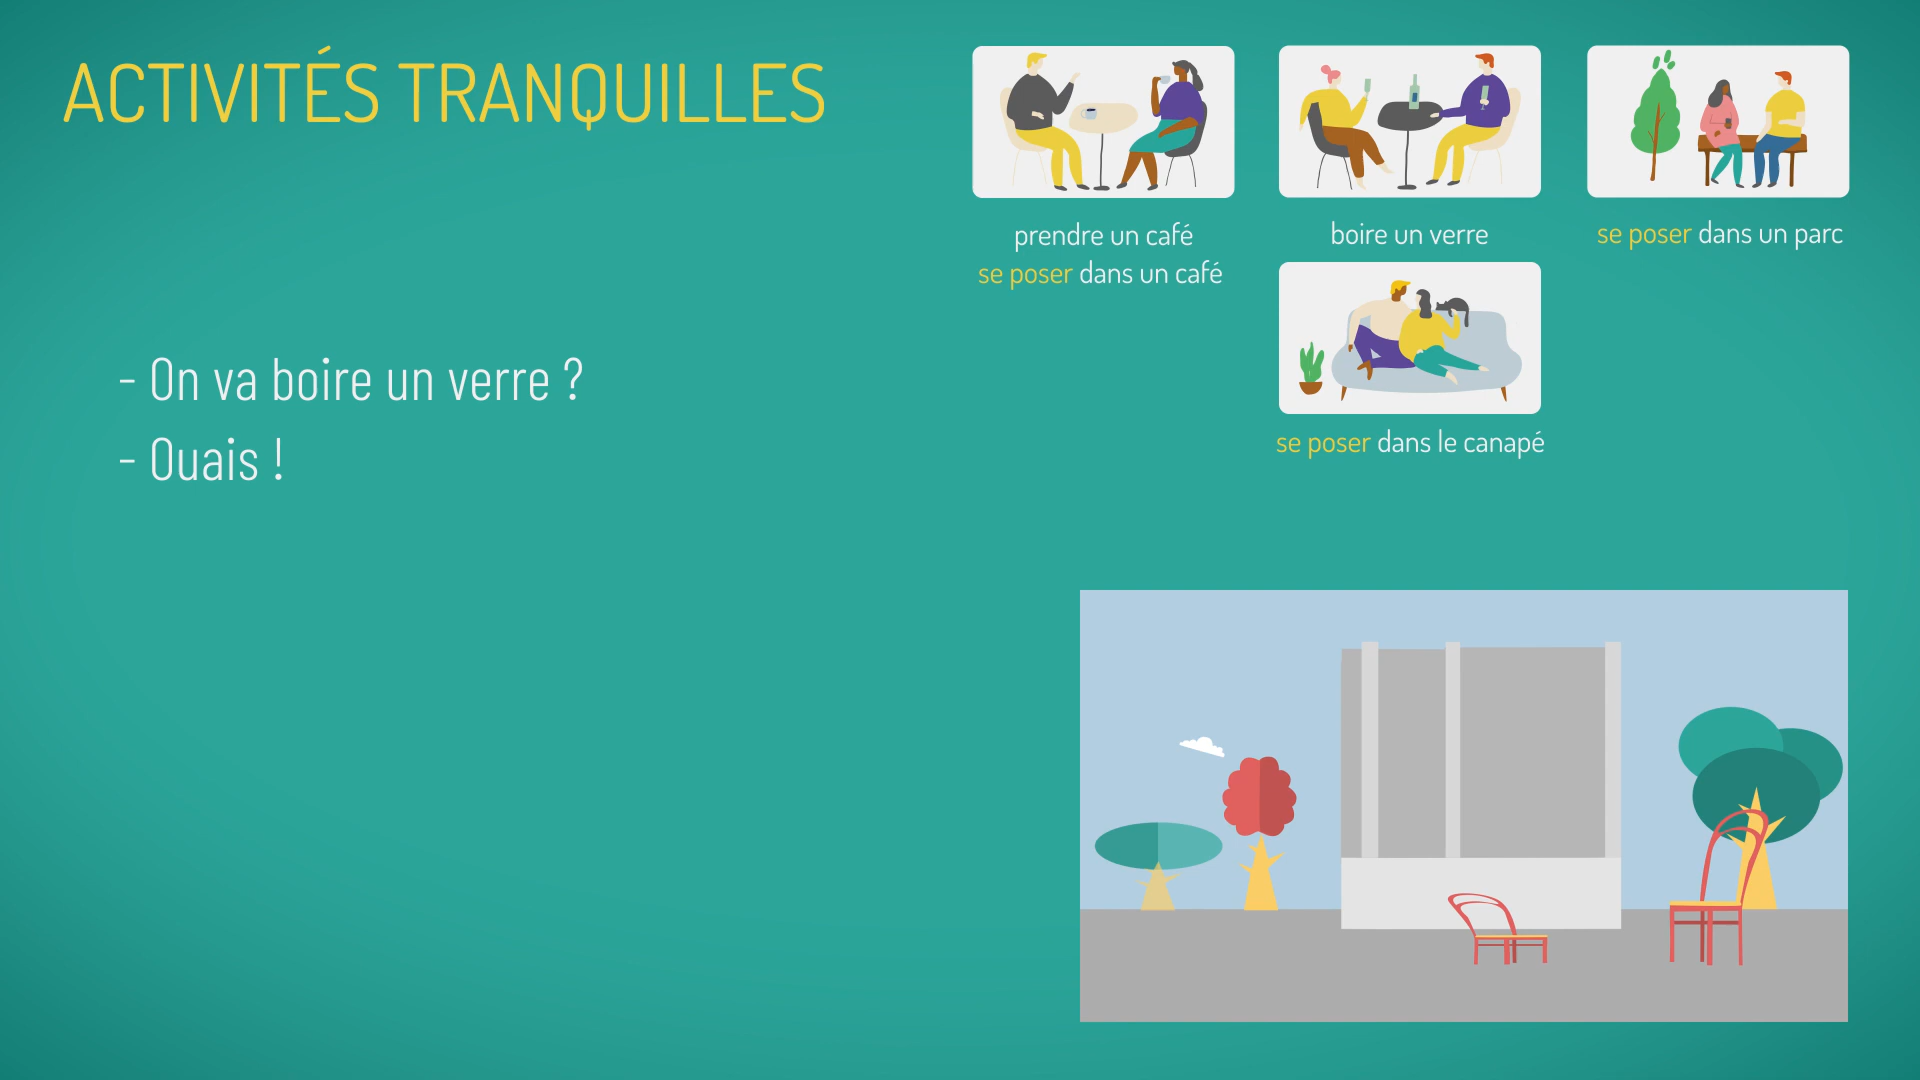 ACTIVITÉS TRANQUILLES
prendre un café
se poser dans un café
boire un verre
se poser dans un parc
se poser dans le canapé
- On va boire un verre ?
- Ouais !